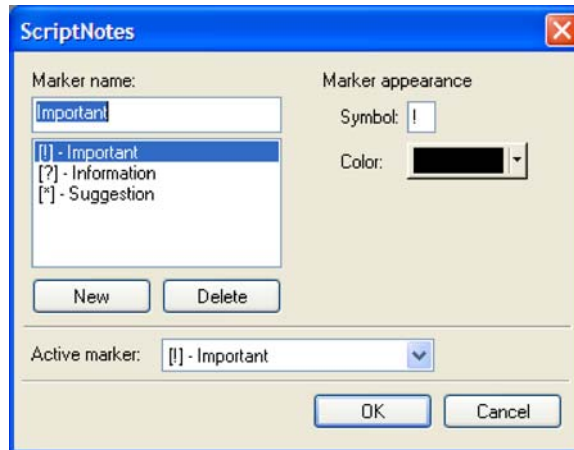 ScriptNotes
Marker name:
Important
[!] - Important
[?] - Information
[*] - Suggestion
New Delete
Marker appearance
Symbol: !
Color:
Active marker: [!] - Important
OK Cancel